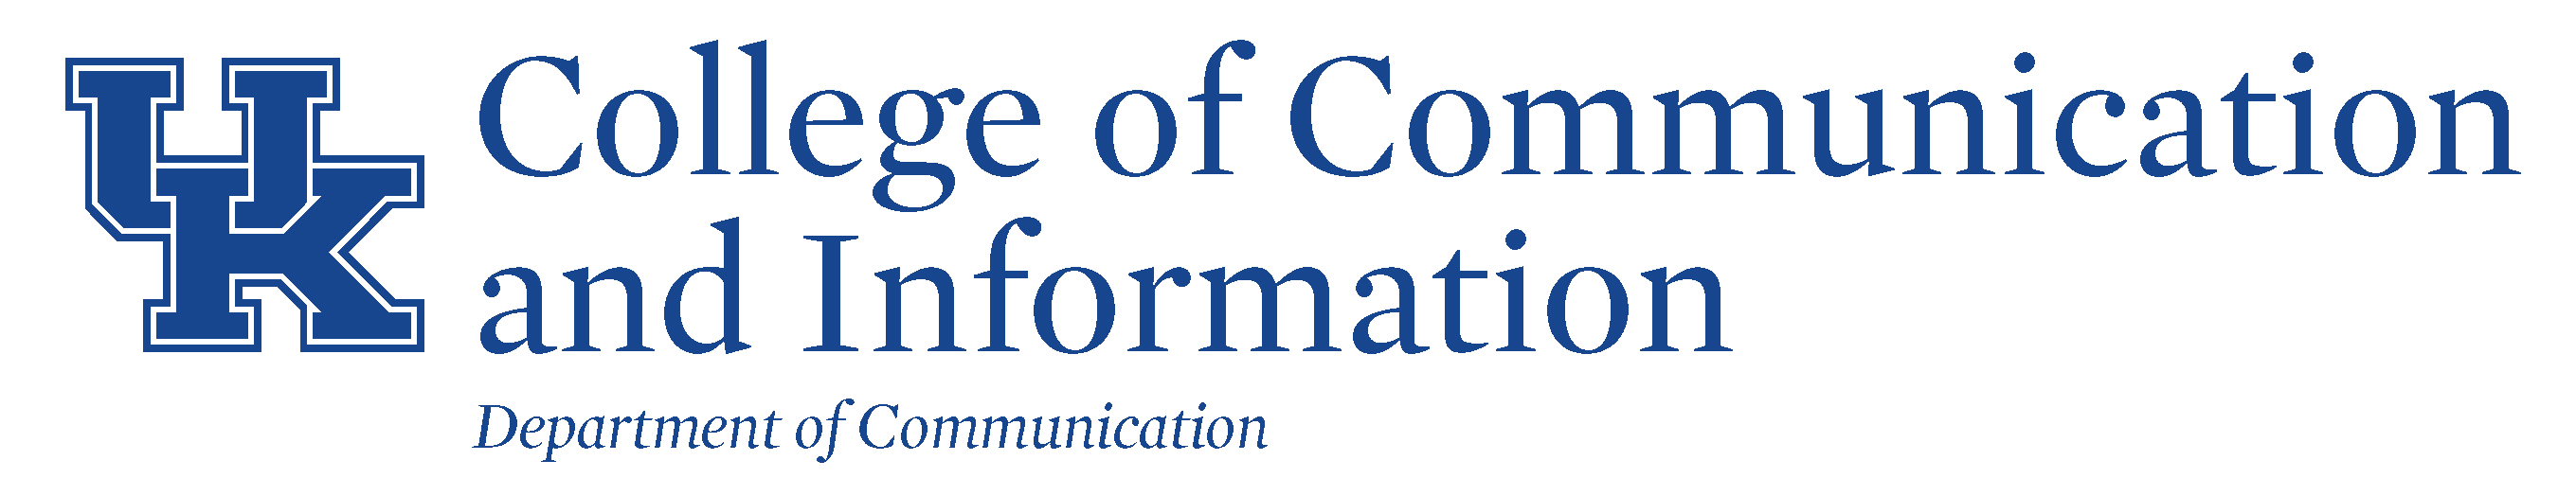 UK
College of Communication
and Information
Department of Communication